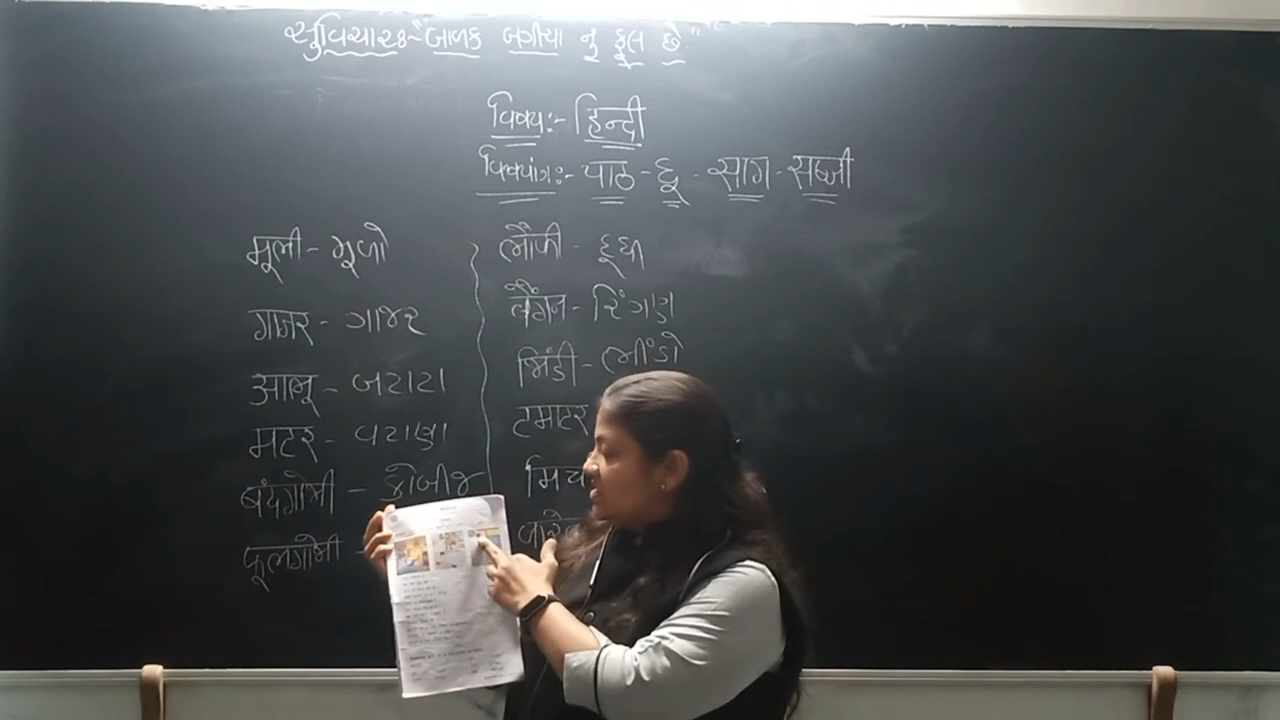 સુવિચારઃ- "બાળક બગીચા નુ ફૂલ છે"
विषय:- हिन्दी
विषयांग:- पाठ - ६ - साग - सब्जी
मूली - મૂળો
गाजर - ગાજર
आलू - બટાટા
मटर - વટાણા
बंदगोभी - કોબીજ
फूलगोभी -
लौकी - દૂધી
बैंगन - રિંગણ
भिंडी - ભીંડો
टमाटर